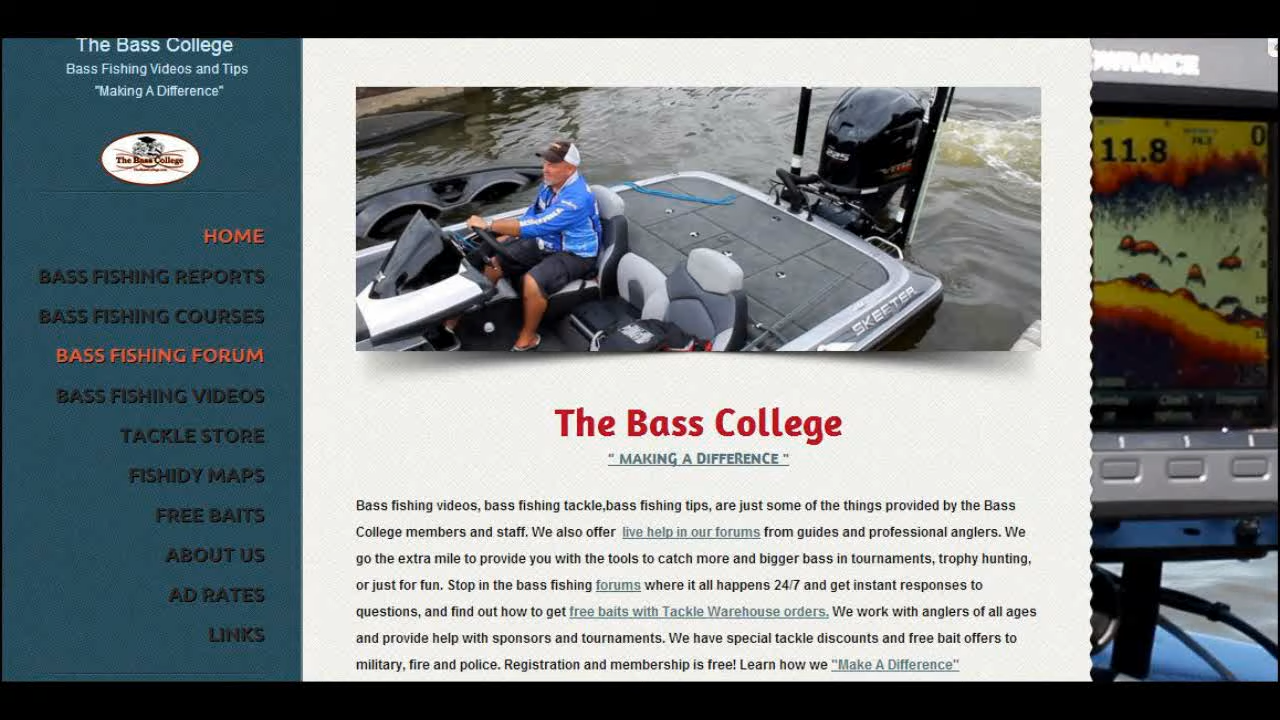 The Bass College
Bass Fishing Videos and Tips
"Making A Difference"
The Bass College
HOME
BASS FISHING REPORTS
BASS FISHING COURSES
BASS FISHING FORUM
BASS FISHING VIDEOS
TACKLE STORE
FISHIDY MAPS
FREE BAITS
ABOUT US
AD RATES
LINKS
225
SKEETER
The Bass College
" MAKING A DIFFERENCE "
Bass fishing videos, bass fishing tackle,bass fishing tips, are just some of the things provided by the Bass
College members and staff. We also offer live help in our forums from guides and professional anglers. We
go the extra mile to provide you with the tools to catch more and bigger bass in tournaments, trophy hunting,
or just for fun. Stop in the bass fishing forums where it all happens 24/7 and get instant responses to
questions, and find out how to get free baits with Tackle Warehouse orders. We work with anglers of all ages
and provide help with sponsors and tournaments. We have special tackle discounts and free bait offers to
military, fire and police. Registration and membership is free! Learn how we "Make A Difference"
OWRANCE
11.8
0